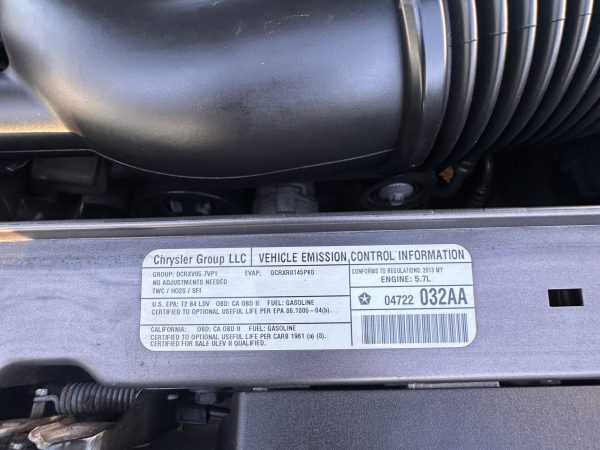 Chrysler Group LLC
VEHICLE EMISSION CONTROL INFORMATION
GROUP: DCRXV05.7VP1 EVAP: DCRXR0145PK0
NO ADJUSTMENTS NEEDED
TWC / HO2S / SFI
CONFORMS TO REGULATIONS: 2013 MY
ENGINE: 5.7L
U.S. EPA: T2 B4 LDV OBD: CA OBD II FUEL: GASOLINE
CERTIFIED TO OPTIONAL USEFUL LIFE PER EPA 86.1805-04(b).
04722 032AA
CALIFORNIA: OBD: CA OBD II FUEL: GASOLINE
CERTIFIED TO OPTIONAL USEFUL LIFE PER CARB 1961 (a) (8).
CERTIFIED FOR SALE ULEV II QUALIFIED.